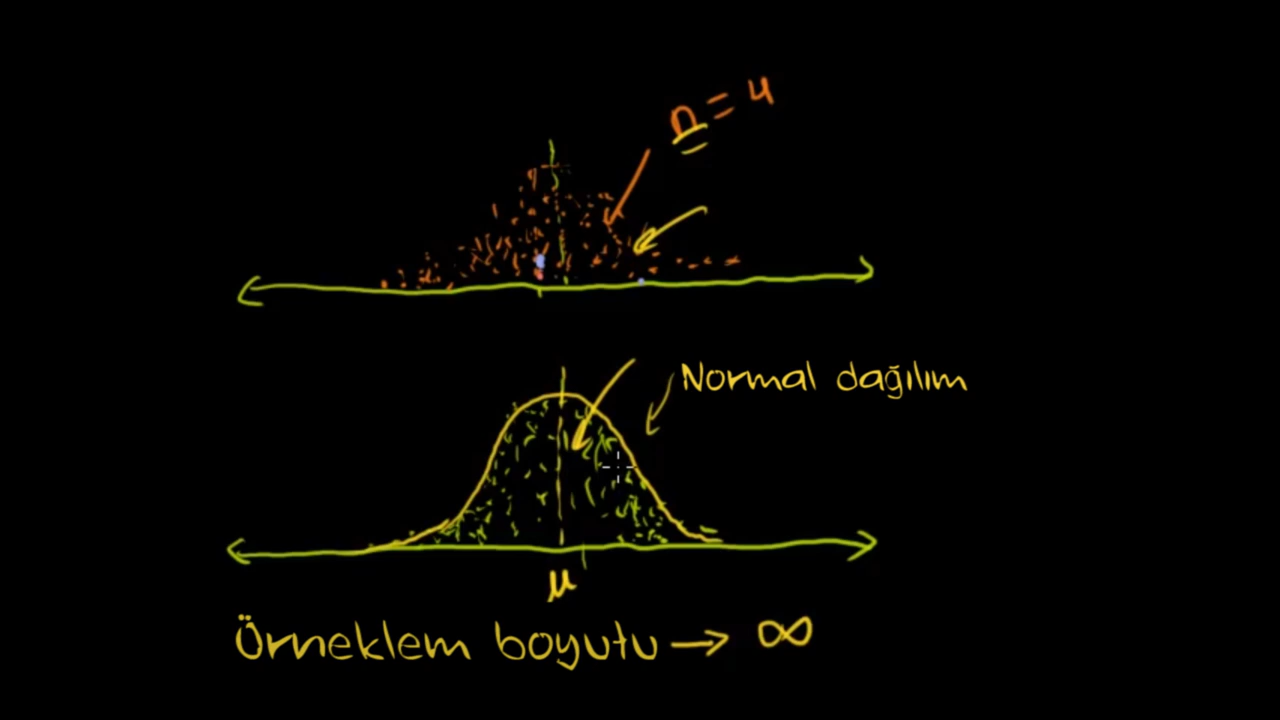 n = 4
Normal dağılım
μ
Örneklem boyutu → ∞